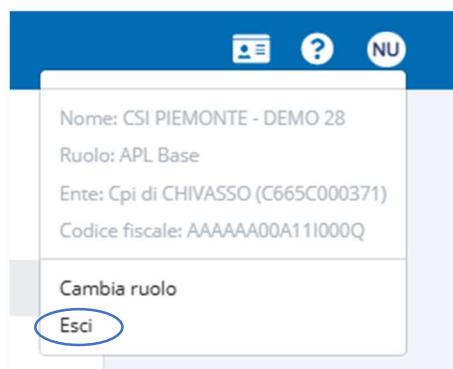 ?
NU
Nome: CSI PIEMONTE - DEMO 28
Ruolo: APL Base
Ente: Cpi di CHIVASSO (C665C000371)
Codice fiscale: AAAAAA00A11I000Q
Cambia ruolo
Esci